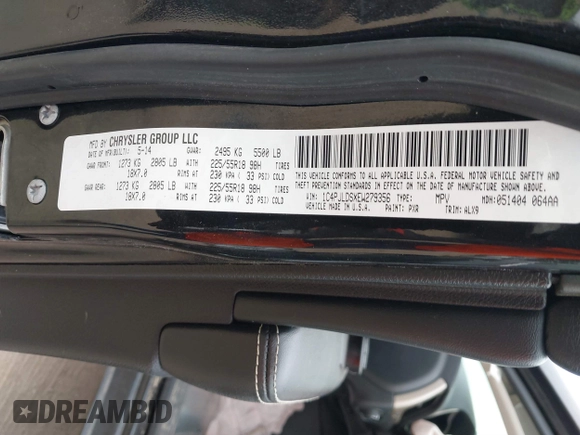 MFD BY CHRYSLER GROUP LLC
DATE OF MFR(BUILT): 5-14 GVWR: 2495 KG 5500 LB
GAWR FRONT: 1273 KG 2805 LB WITH 225/55R18 98H TIRES
18X7.0 RIMS AT 230 KPA ( 33 PSI) COLD
GAWR REAR: 1273 KG 2805 LB WITH 225/55R18 98H TIRES
18X7.0 RIMS AT 230 KPA ( 33 PSI) COLD
THIS VEHICLE CONFORMS TO ALL APPLICABLE U.S.A. FEDERAL MOTOR VEHICLE SAFETY AND
THEFT PREVENTION STANDARDS IN EFFECT ON THE DATE OF MANUFACTURE SHOWN ABOVE.
VIN: 1C4PJLDSXEW279356 TYPE: MPV MDH:051404 064AA
VEHICLE MADE IN U.S.A. PAINT: PXR TRIM: ALX9
DREAMBID